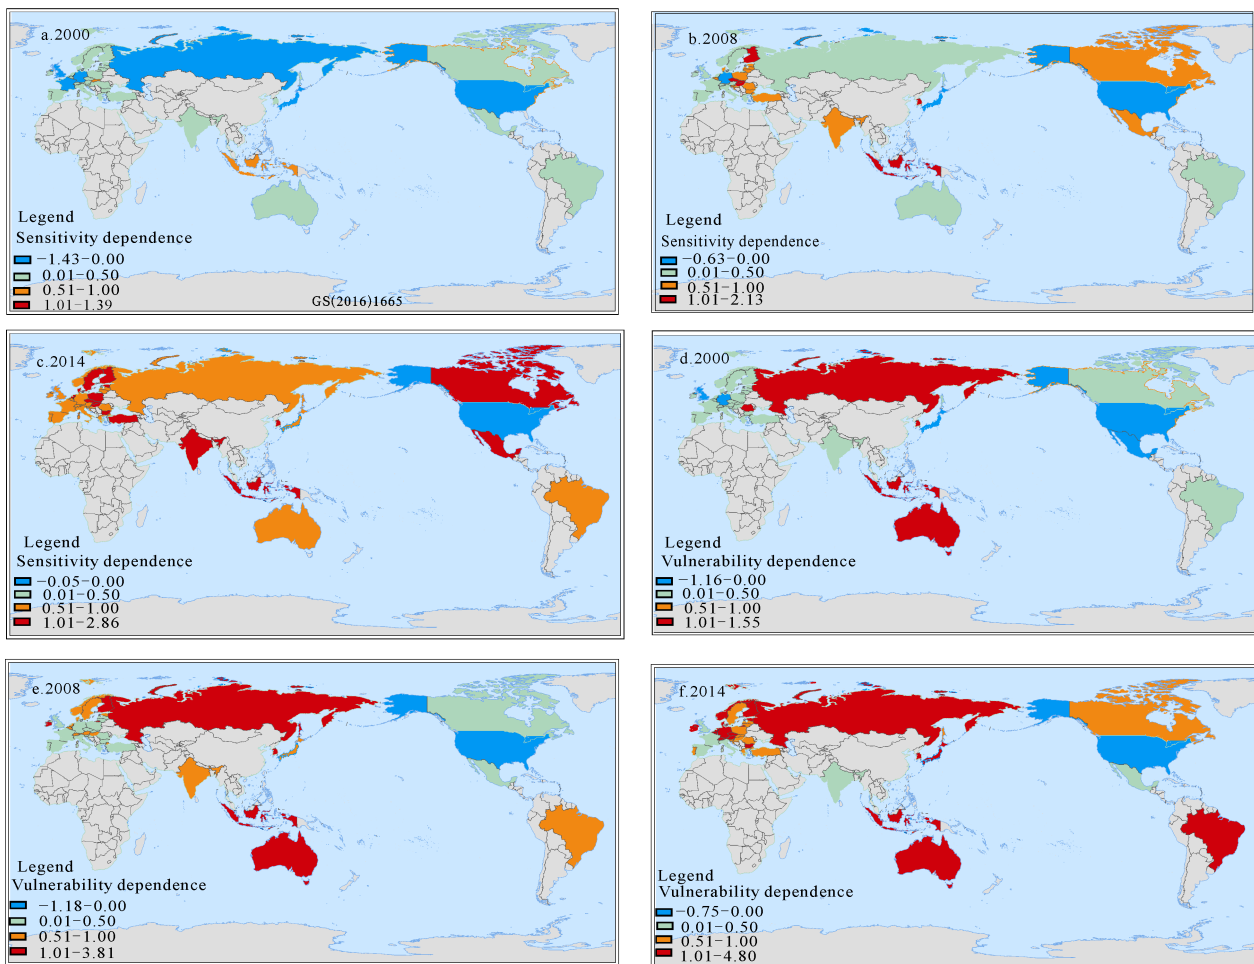 a.2000
Legend
Sensitivity dependence
−1.43−0.00
0.01−0.50
0.51−1.00
1.01−1.39
GS(2016)1665
b.2008
Legend
Sensitivity dependence
−0.63−0.00
0.01−0.50
0.51−1.00
1.01−2.13
c.2014
Legend
Sensitivity dependence
−0.05−0.00
0.01−0.50
0.51−1.00
1.01−2.86
d.2000
Legend
Vulnerability dependence
−1.16−0.00
0.01−0.50
0.51−1.00
1.01−1.55
e.2008
Legend
Vulnerability dependence
−1.18−0.00
0.01−0.50
0.51−1.00
1.01−3.81
f.2014
Legend
Vulnerability dependence
−0.75−0.00
0.01−0.50
0.51−1.00
1.01−4.80